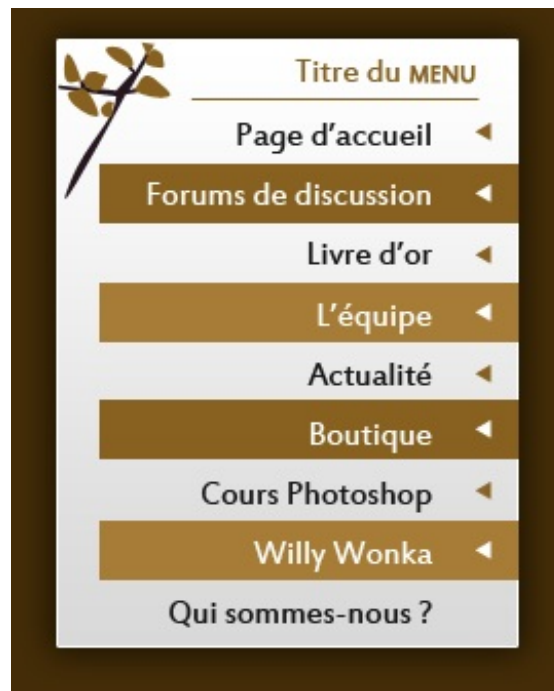 Titre du MENU
Page d’accueil
Forums de discussion
Livre d’or
L’équipe
Actualité
Boutique
Cours Photoshop
Willy Wonka
Qui sommes-nous ?